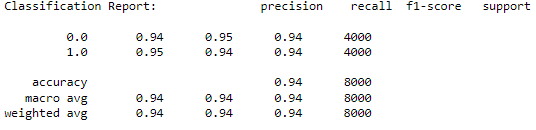 Classification Report: precision recall f1-score support
0.0 0.94 0.95 0.94 4000
1.0 0.95 0.94 0.94 4000
accuracy 0.94 8000
macro avg 0.94 0.94 0.94 8000
weighted avg 0.94 0.94 0.94 8000